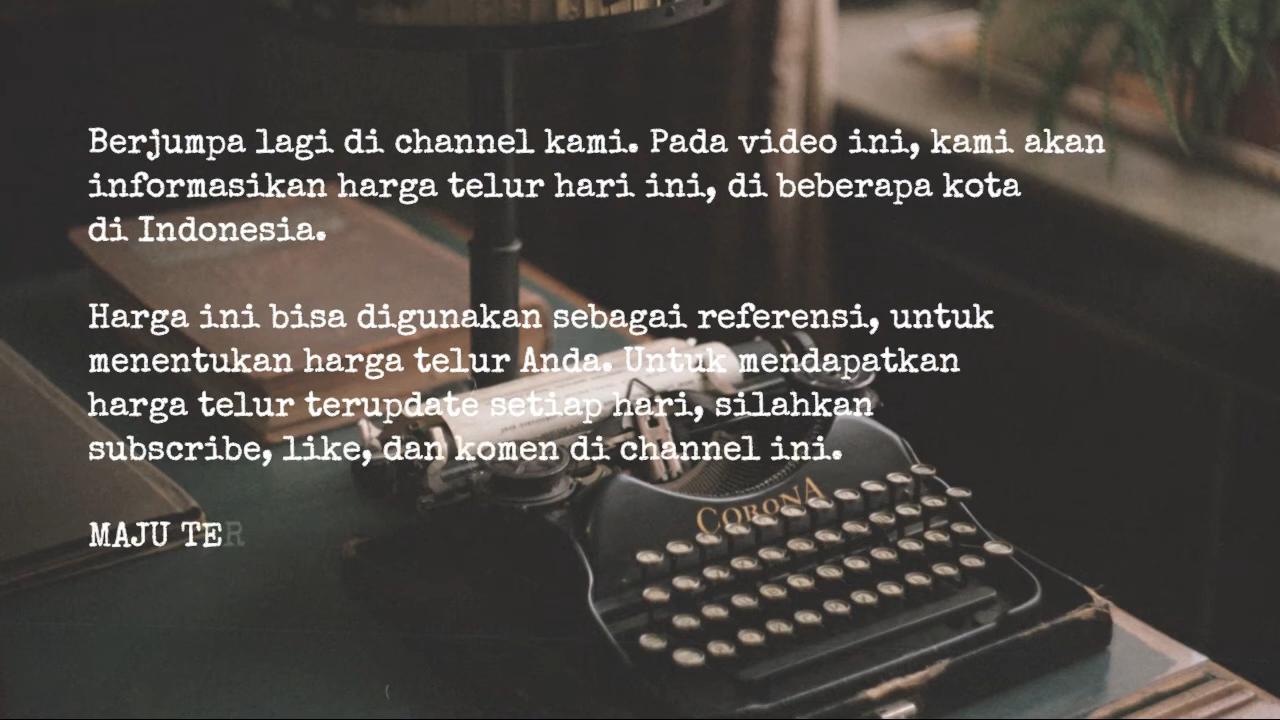 Berjumpa lagi di channel kami. Pada video ini, kami akan
informasikan harga telur hari ini, di beberapa kota
di Indonesia.
Harga ini bisa digunakan sebagai referensi, untuk
menentukan harga telur Anda. Untuk mendapatkan
harga telur terupdate setiap hari, silahkan
subscribe, like, dan komen di channel ini.
MAJU TER
CORONA